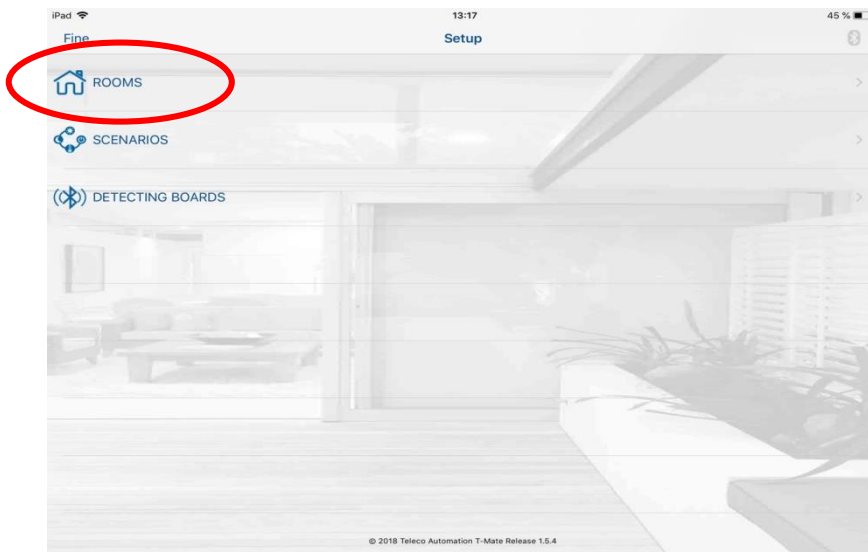 iPad 13:17 45 %
Fine Setup
ROOMS
SCENARIOS
DETECTING BOARDS
© 2018 Teleco Automation T-Mate Release 1.5.4